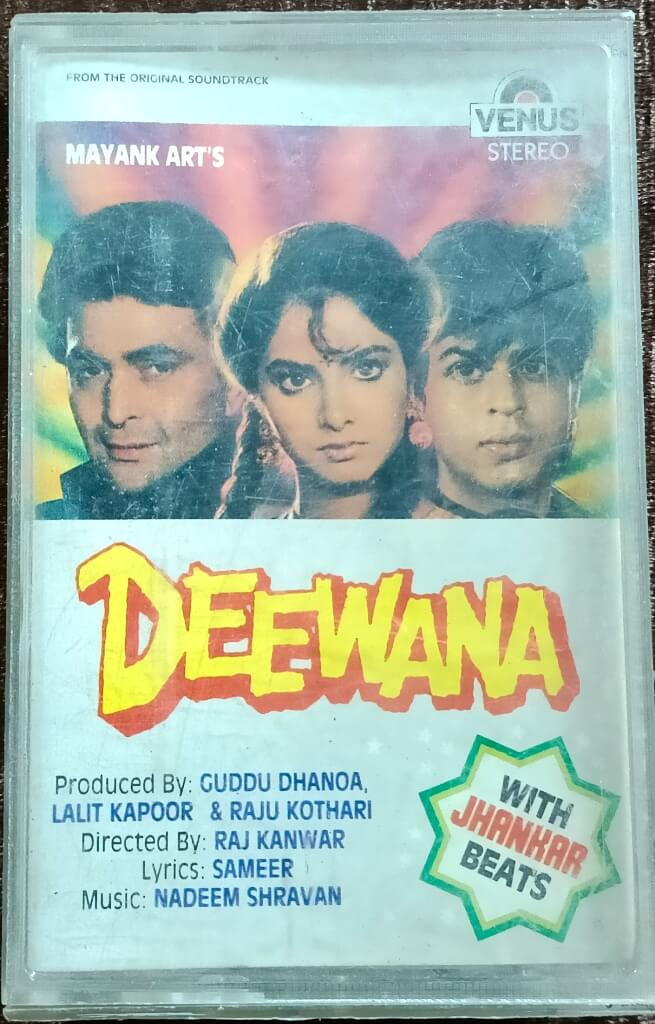 FROM THE ORIGINAL SOUNDTRACK
VENUS
STEREO
MAYANK ART'S
DEEWANA
Produced By: GUDDU DHANOA,
LALIT KAPOOR & RAJU KOTHARI
Directed By: RAJ KANWAR
Lyrics: SAMEER
Music: NADEEM SHRAVAN
WITH
JHANKAR
BEATS